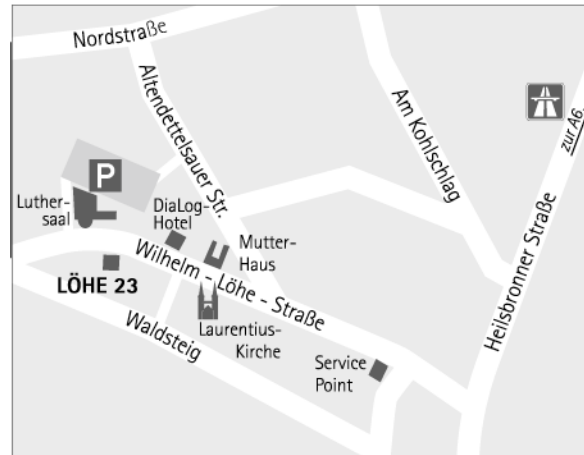 Nordstraße
Altendettelsauer Str.
Am Kohlschlag
zur A6
P
Luther-
saal
DiaLog-
Hotel
Mutter-
Haus
Heilsbronner Straße
Wilhelm - Löhe - Straße
LÖHE 23
Laurentius-
Kirche
Waldsteig
Service
Point